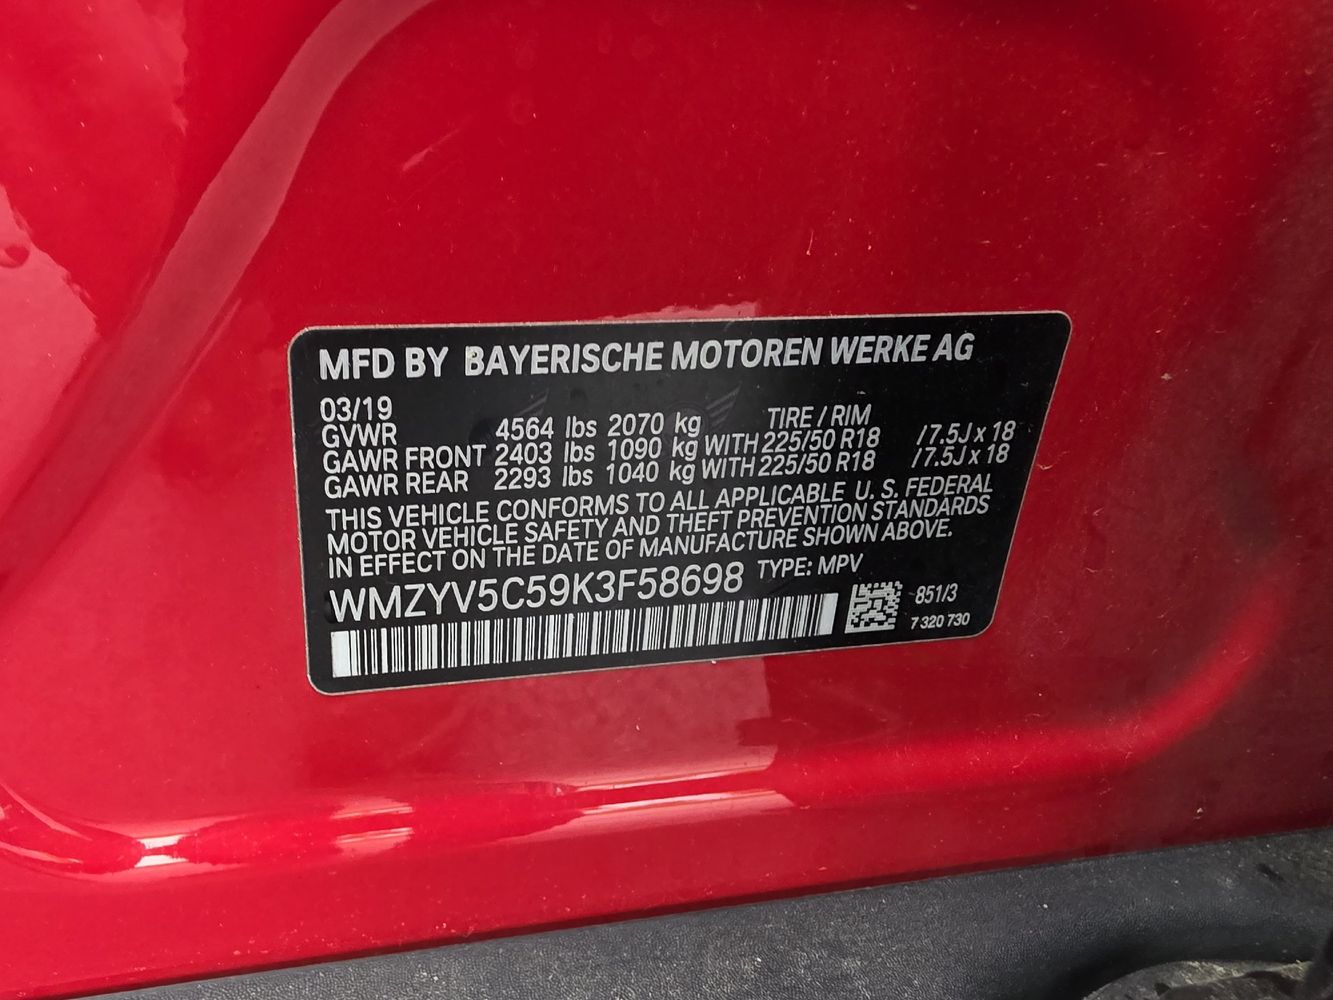 MFD BY BAYERISCHE MOTOREN WERKE AG
03/19 TIRE / RIM
GVWR 4564 lbs 2070 kg
GAWR FRONT 2403 lbs 1090 kg WITH 225/50 R18 /7.5J x 18
GAWR REAR 2293 lbs 1040 kg WITH 225/50 R18 /7.5J x 18
THIS VEHICLE CONFORMS TO ALL APPLICABLE U. S. FEDERAL
MOTOR VEHICLE SAFETY AND THEFT PREVENTION STANDARDS
IN EFFECT ON THE DATE OF MANUFACTURE SHOWN ABOVE.
WMZYV5C59K3F58698 TYPE: MPV
851/3
7 320 730